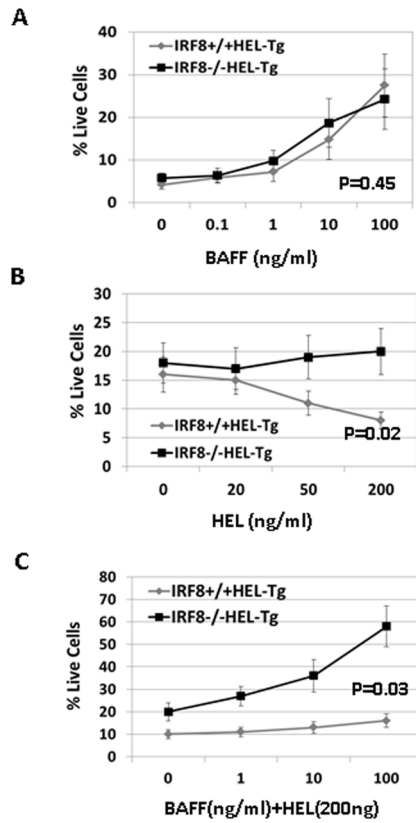 A
IRF8+/+HEL-Tg
IRF8-/-HEL-Tg
% Live Cells
40
30
20
10
0
P=0.45
0 0.1 1 10 100
BAFF (ng/ml)
B
% Live Cells
30
25
20
15
10
5
0
IRF8+/+HEL-Tg
IRF8-/-HEL-Tg
P=0.02
0 20 50 200
HEL (ng/ml)
C
IRF8+/+HEL-Tg
IRF8-/-HEL-Tg
% Live Cells
80
70
60
50
40
30
20
10
0
P=0.03
0 1 10 100
BAFF(ng/ml)+HEL(200ng)